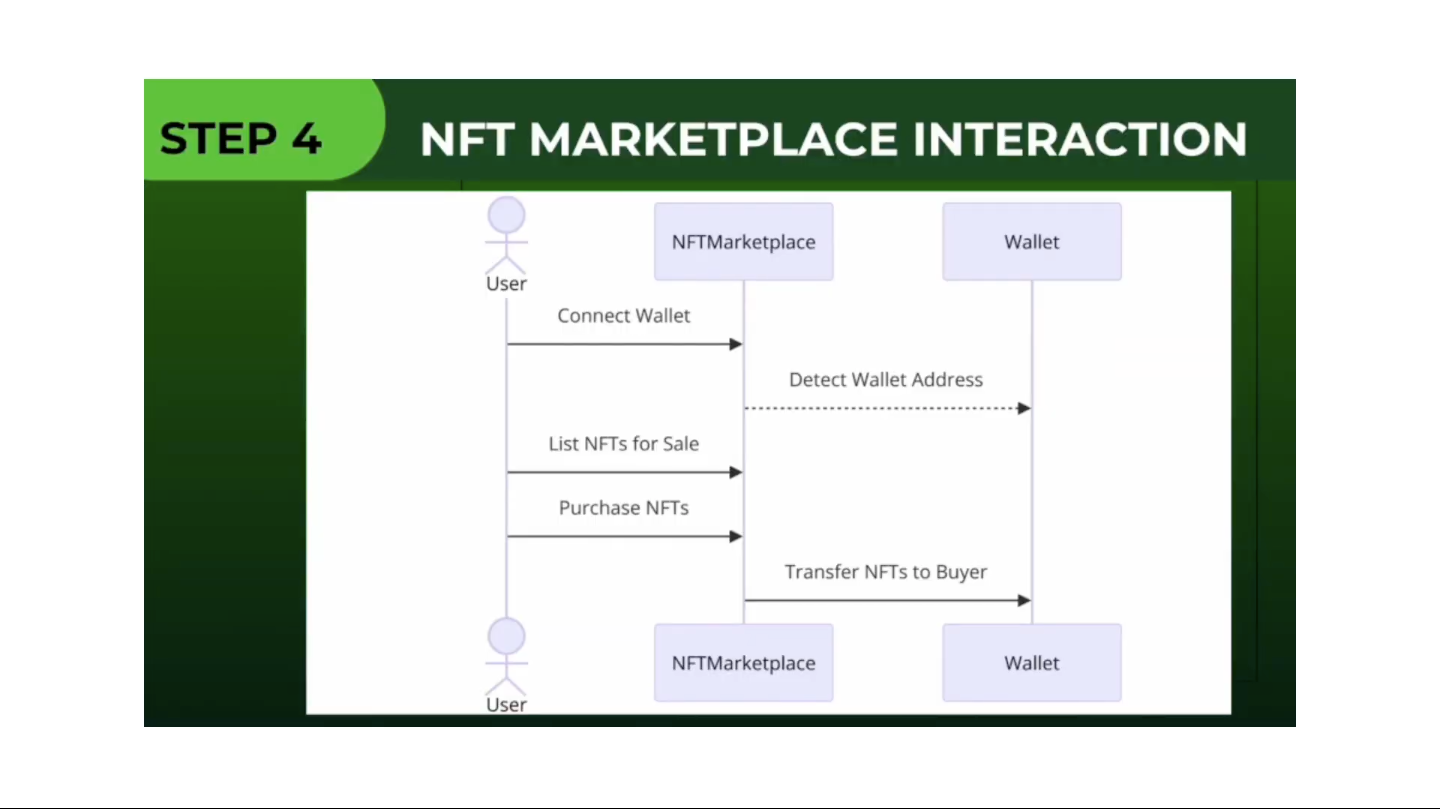 STEP 4
NFT MARKETPLACE INTERACTION
User
NFTMarketplace
Wallet
Connect Wallet
Detect Wallet Address
List NFTs for Sale
Purchase NFTs
Transfer NFTs to Buyer
User
NFTMarketplace
Wallet